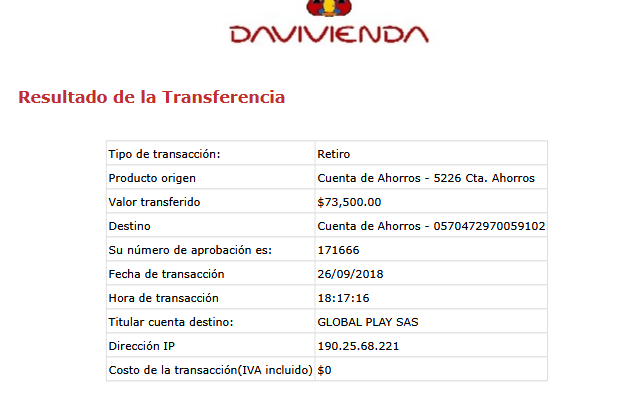 DAVIVIENDA
Resultado de la Transferencia
Tipo de transacción: Retiro
Producto origen Cuenta de Ahorros - 5226 Cta. Ahorros
Valor transferido $73,500.00
Destino Cuenta de Ahorros - 0570472970059102
Su número de aprobación es: 171666
Fecha de transacción 26/09/2018
Hora de transacción 18:17:16
Titular cuenta destino: GLOBAL PLAY SAS
Dirección IP 190.25.68.221
Costo de la transacción(IVA incluido) $0